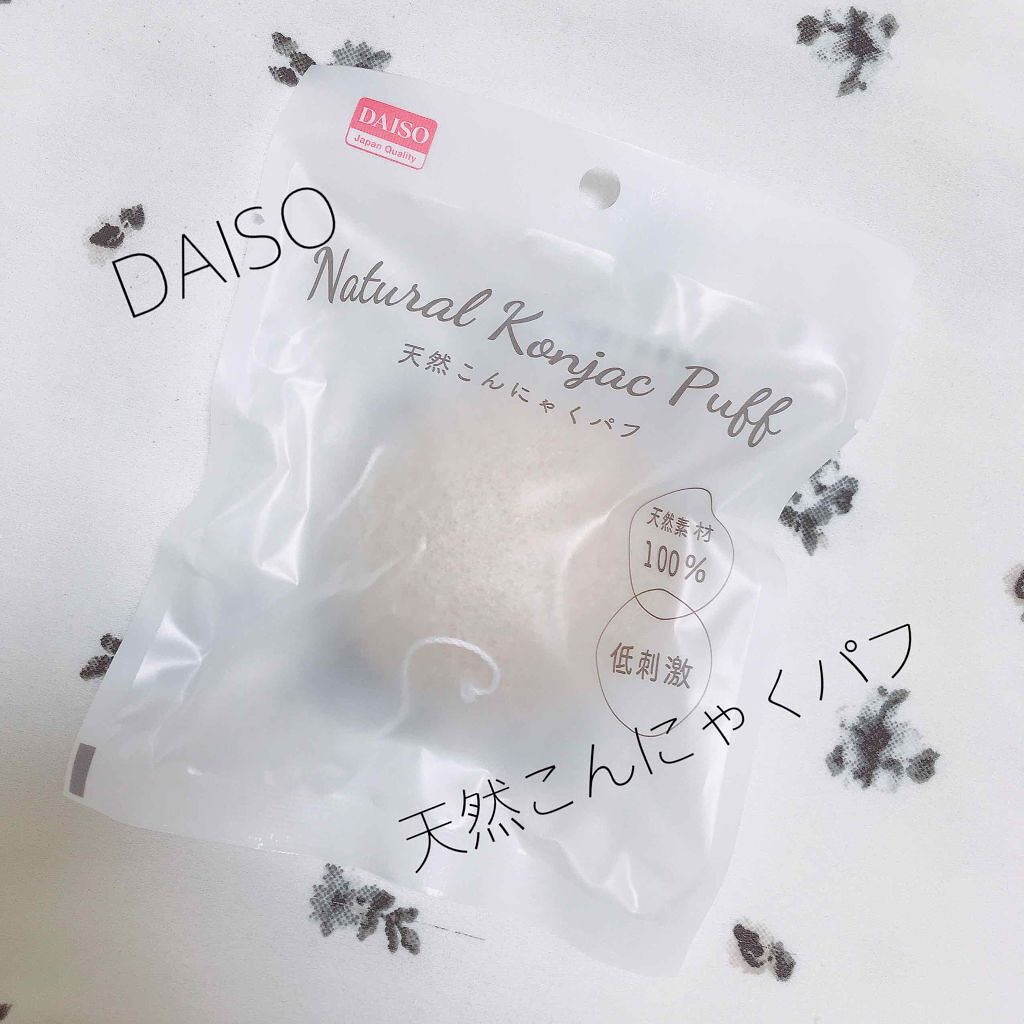 DAISO
Japan Quality
DAISO
Natural Konjac Puff
天然こんにゃくパフ
天然素材
100%
低刺激
天然こんにゃくパフ